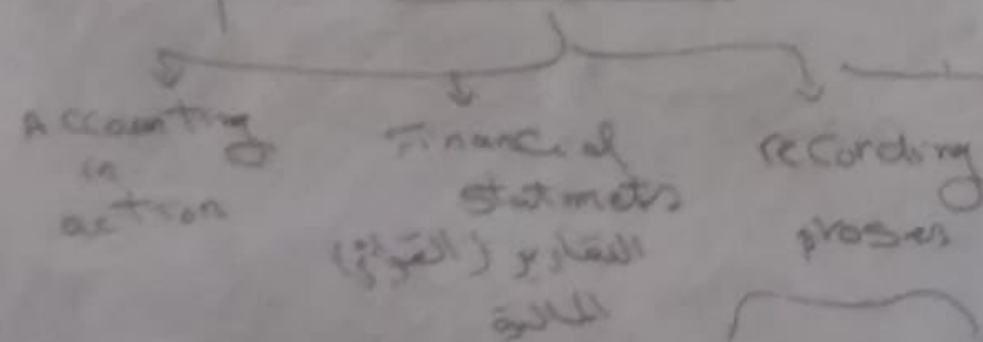 Accounting
in
action
Financial
statmets
التقارير (القوائم)
المالية
recording
proses